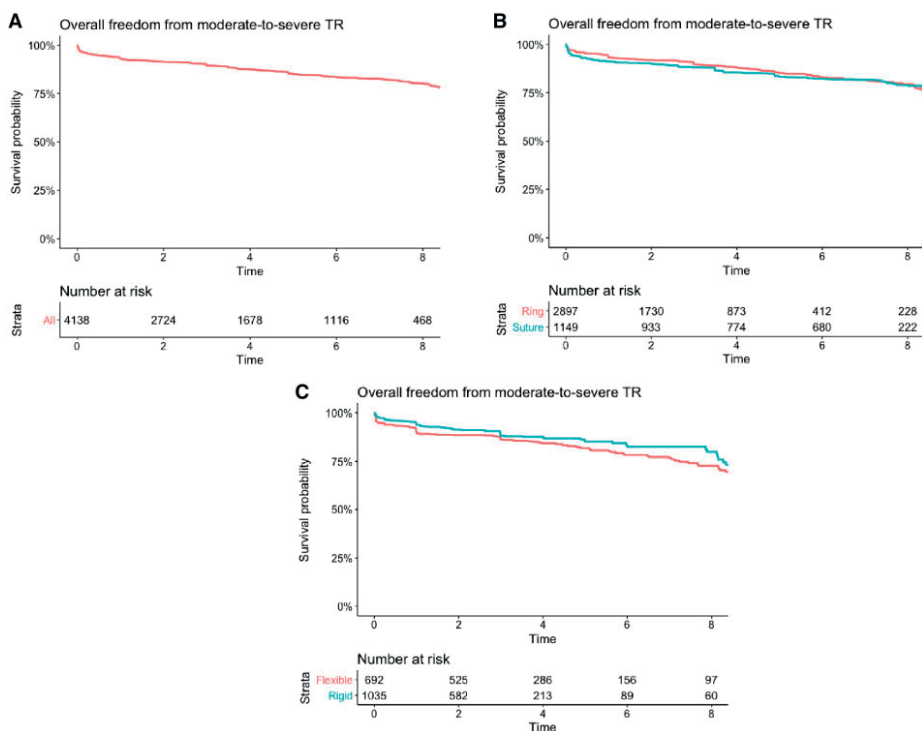 A
Overall freedom from moderate-to-severe TR
100%
75%
50%
25%
0%
Survival probability
0 2 4 6 8
Time
Number at risk
Strata
All 4138 2724 1678 1116 468
0 2 4 6 8
Time
B
Overall freedom from moderate-to-severe TR
100%
75%
50%
25%
0%
Survival probability
0 2 4 6 8
Time
Number at risk
Strata
Ring 2897 1730 873 412 228
Suture 1149 933 774 680 222
0 2 4 6 8
Time
C
Overall freedom from moderate-to-severe TR
100%
75%
50%
25%
0%
Survival probability
0 2 4 6 8
Time
Number at risk
Strata
Flexible 692 525 286 156 97
Rigid 1035 582 213 89 60
0 2 4 6 8
Time